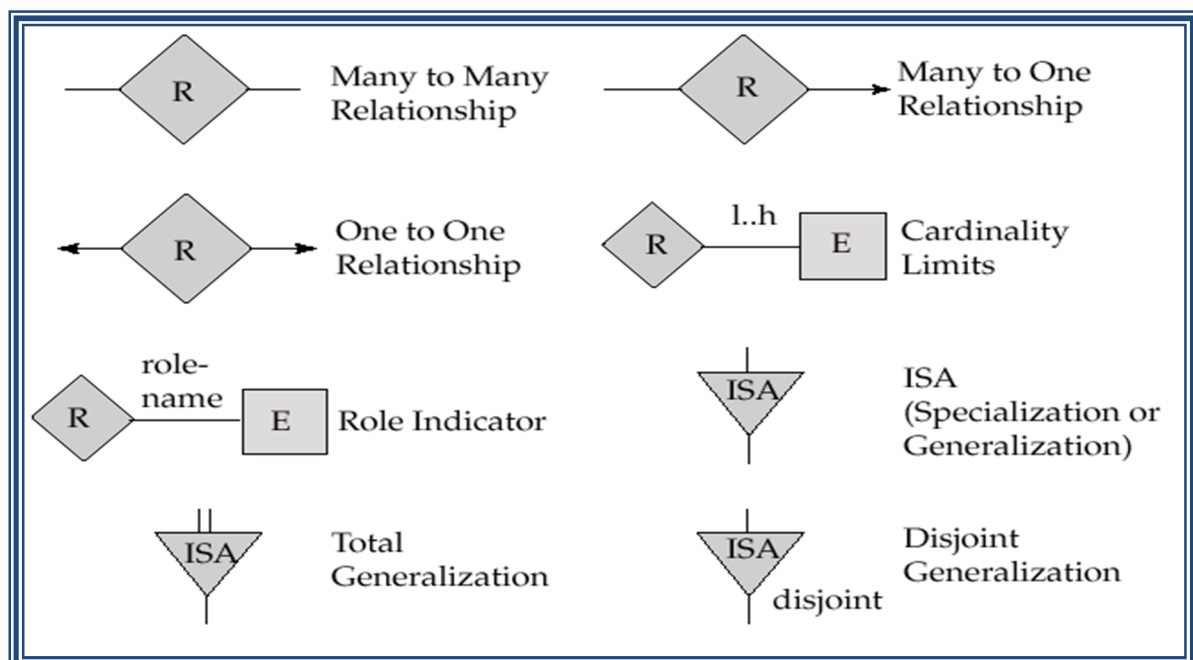 R
Many to Many
Relationship
R
Many to One
Relationship
R
One to One
Relationship
R
l..h
E
Cardinality
Limits
R
role-
name
E
Role Indicator
ISA
ISA
(Specialization or
Generalization)
ISA
Total
Generalization
ISA
disjoint
Disjoint
Generalization